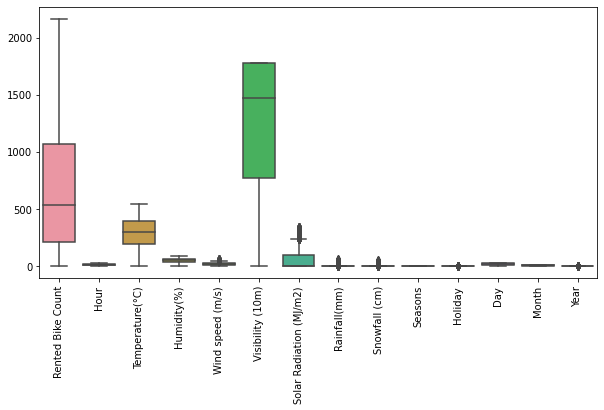 2000
1500
1000
500
0
Rented Bike Count
Hour
Temperature(°C)
Humidity(%)
Wind speed (m/s)
Visibility (10m)
Solar Radiation (MJ/m2)
Rainfall(mm)
Snowfall (cm)
Seasons
Holiday
Day
Month
Year